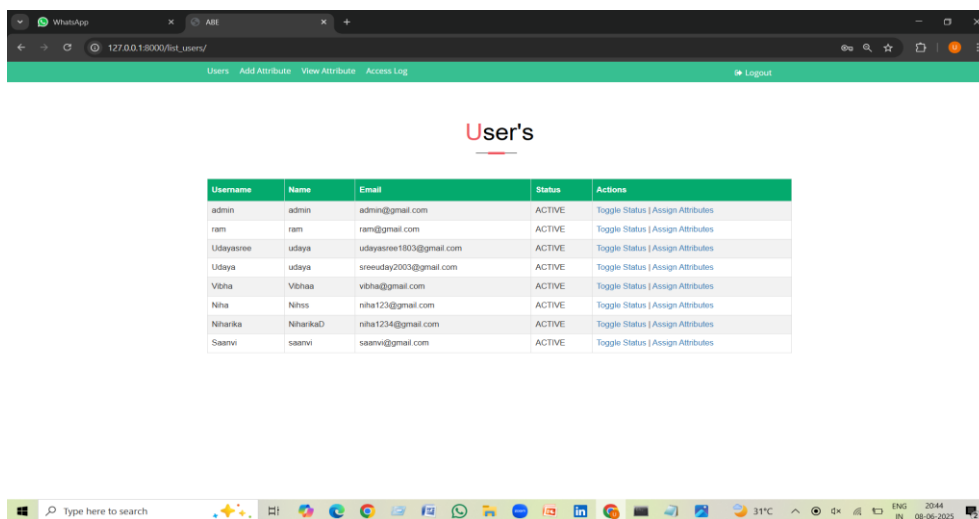 WhatsApp
ABE
127.0.0.1:8000/list_users/
Users Add Attribute View Attribute Access Log Logout
User's
Username Name Email Status Actions
admin admin admin@gmail.com ACTIVE Toggle Status | Assign Attributes
ram ram ram@gmail.com ACTIVE Toggle Status | Assign Attributes
Udayasree udaya udayasree1803@gmail.com ACTIVE Toggle Status | Assign Attributes
Udaya udaya sreeuday2003@gmail.com ACTIVE Toggle Status | Assign Attributes
Vibha Vibhaa vibha@gmail.com ACTIVE Toggle Status | Assign Attributes
Niha Nihss niha123@gmail.com ACTIVE Toggle Status | Assign Attributes
Niharika NiharikaD niha1234@gmail.com ACTIVE Toggle Status | Assign Attributes
Saanvi saanvi saanvi@gmail.com ACTIVE Toggle Status | Assign Attributes
Type here to search 31°C ENG 20:44
IN 08-06-2025